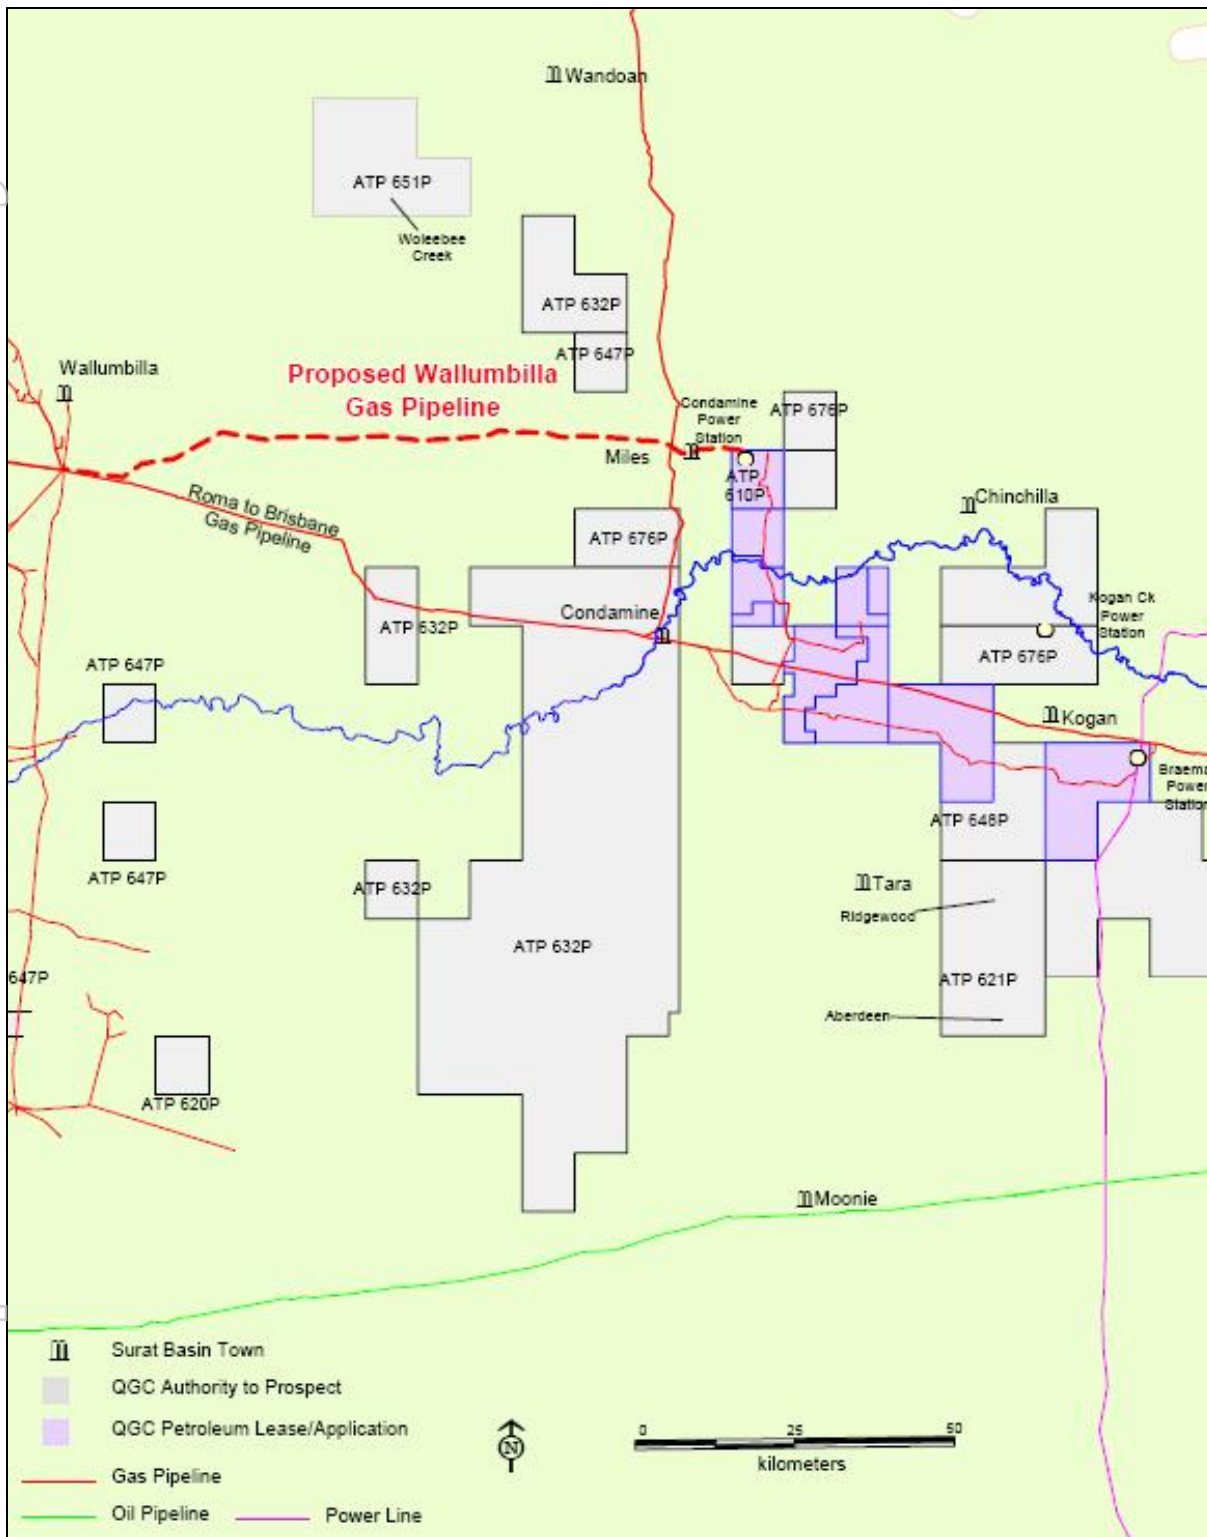 Wandoan
ATP 651P
Woleebee
Creek
ATP 632P
ATP 647P
Wallumbilla
Proposed Wallumbilla
Gas Pipeline
Condamine
Power
Station
ATP 676P
Miles
ATP
610P
Roma to Brisbane
Gas Pipeline
Chinchilla
ATP 676P
Condamine
ATP 632P
Kogan Ck
Power
Station
ATP 676P
ATP 647P
Kogan
Braema
Power
Station
ATP 648P
ATP 647P
ATP 632P
Tara
Ridgewood
ATP 632P
647P
ATP 621P
Aberdeen
ATP 620P
Moonie
Surat Basin Town
QGC Authority to Prospect
QGC Petroleum Lease/Application
Gas Pipeline
Oil Pipeline
Power Line
N
0 25 50
kilometers